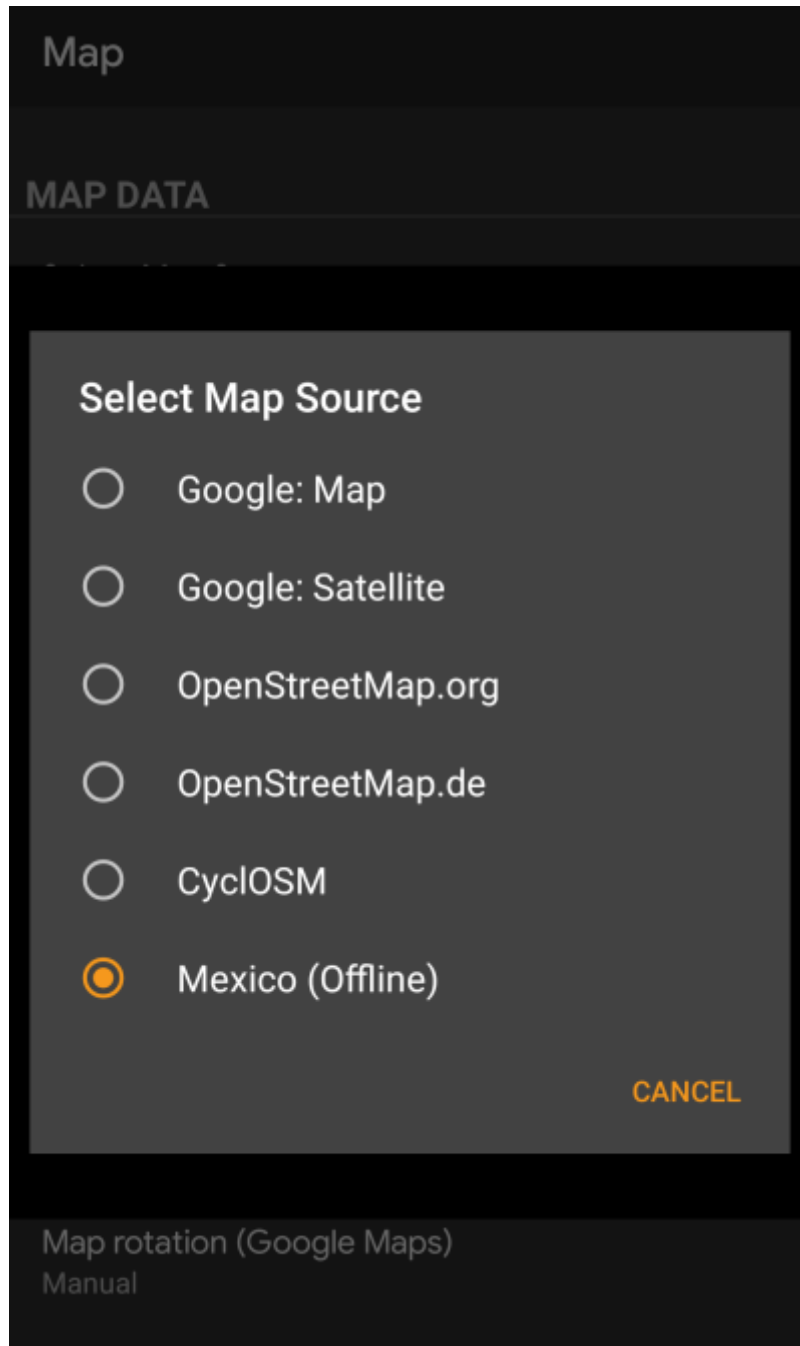 Map
MAP DATA
Select Map Source
Google: Map
Google: Satellite
OpenStreetMap.org
OpenStreetMap.de
CyclOSM
Mexico (Offline)
CANCEL
Map rotation (Google Maps)
Manual